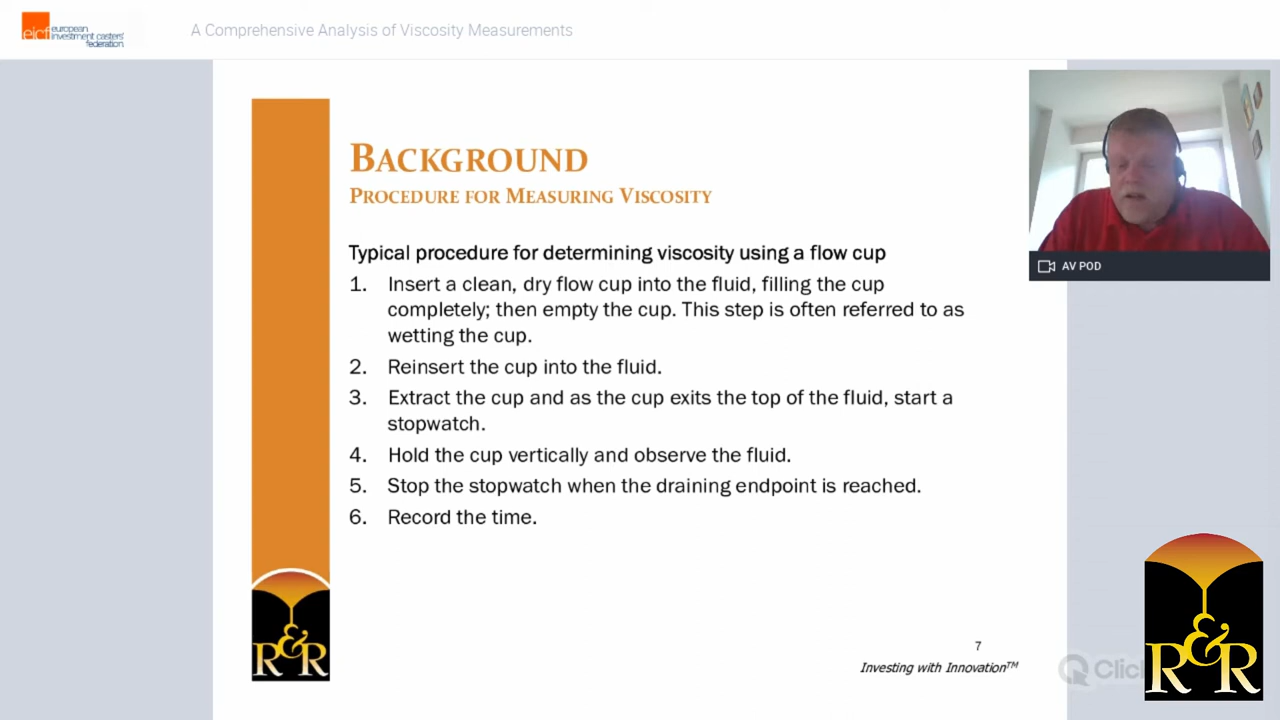 eicf european
investment casters'
federation
A Comprehensive Analysis of Viscosity Measurements
BACKGROUND
PROCEDURE FOR MEASURING VISCOSITY
Typical procedure for determining viscosity using a flow cup
1. Insert a clean, dry flow cup into the fluid, filling the cup
completely; then empty the cup. This step is often referred to as
wetting the cup.
2. Reinsert the cup into the fluid.
3. Extract the cup and as the cup exits the top of the fluid, start a
stopwatch.
4. Hold the cup vertically and observe the fluid.
5. Stop the stopwatch when the draining endpoint is reached.
6. Record the time.
AV POD
R&R
7
Investing with Innovation™
Click
R&R